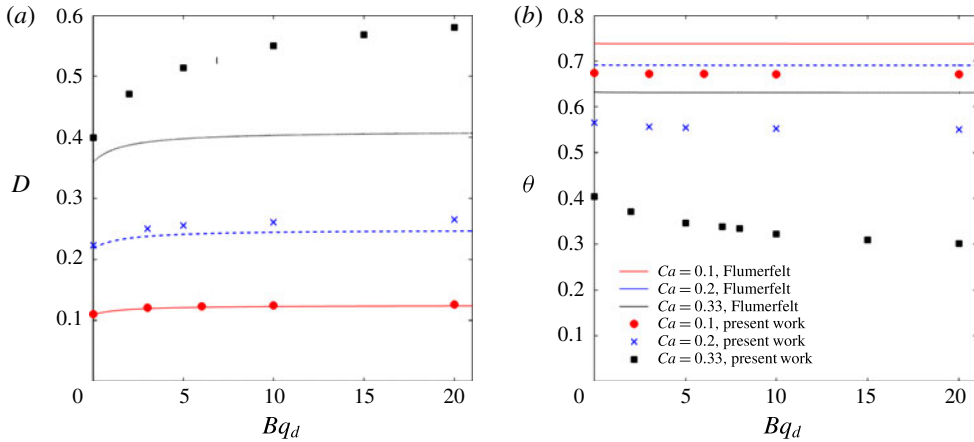 (a)
0.6
0.5
0.4
0.3
0.2
0.1
D
0
5
10
15
20
Bq_d
(b)
0.8
0.7
0.6
0.5
0.4
0.3
0.2
0.1
θ
0
5
10
15
20
Bq_d
Ca = 0.1, Flumerfelt
Ca = 0.2, Flumerfelt
Ca = 0.33, Flumerfelt
Ca = 0.1, present work
Ca = 0.2, present work
Ca = 0.33, present work